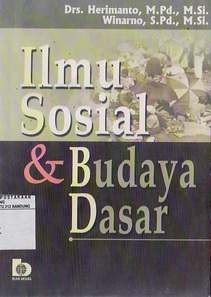 Drs. Herimanto, M.Pd., M.Si.
Winarno, S.Pd., M.Si.
Ilmu
Sosial
& Budaya
Dasar